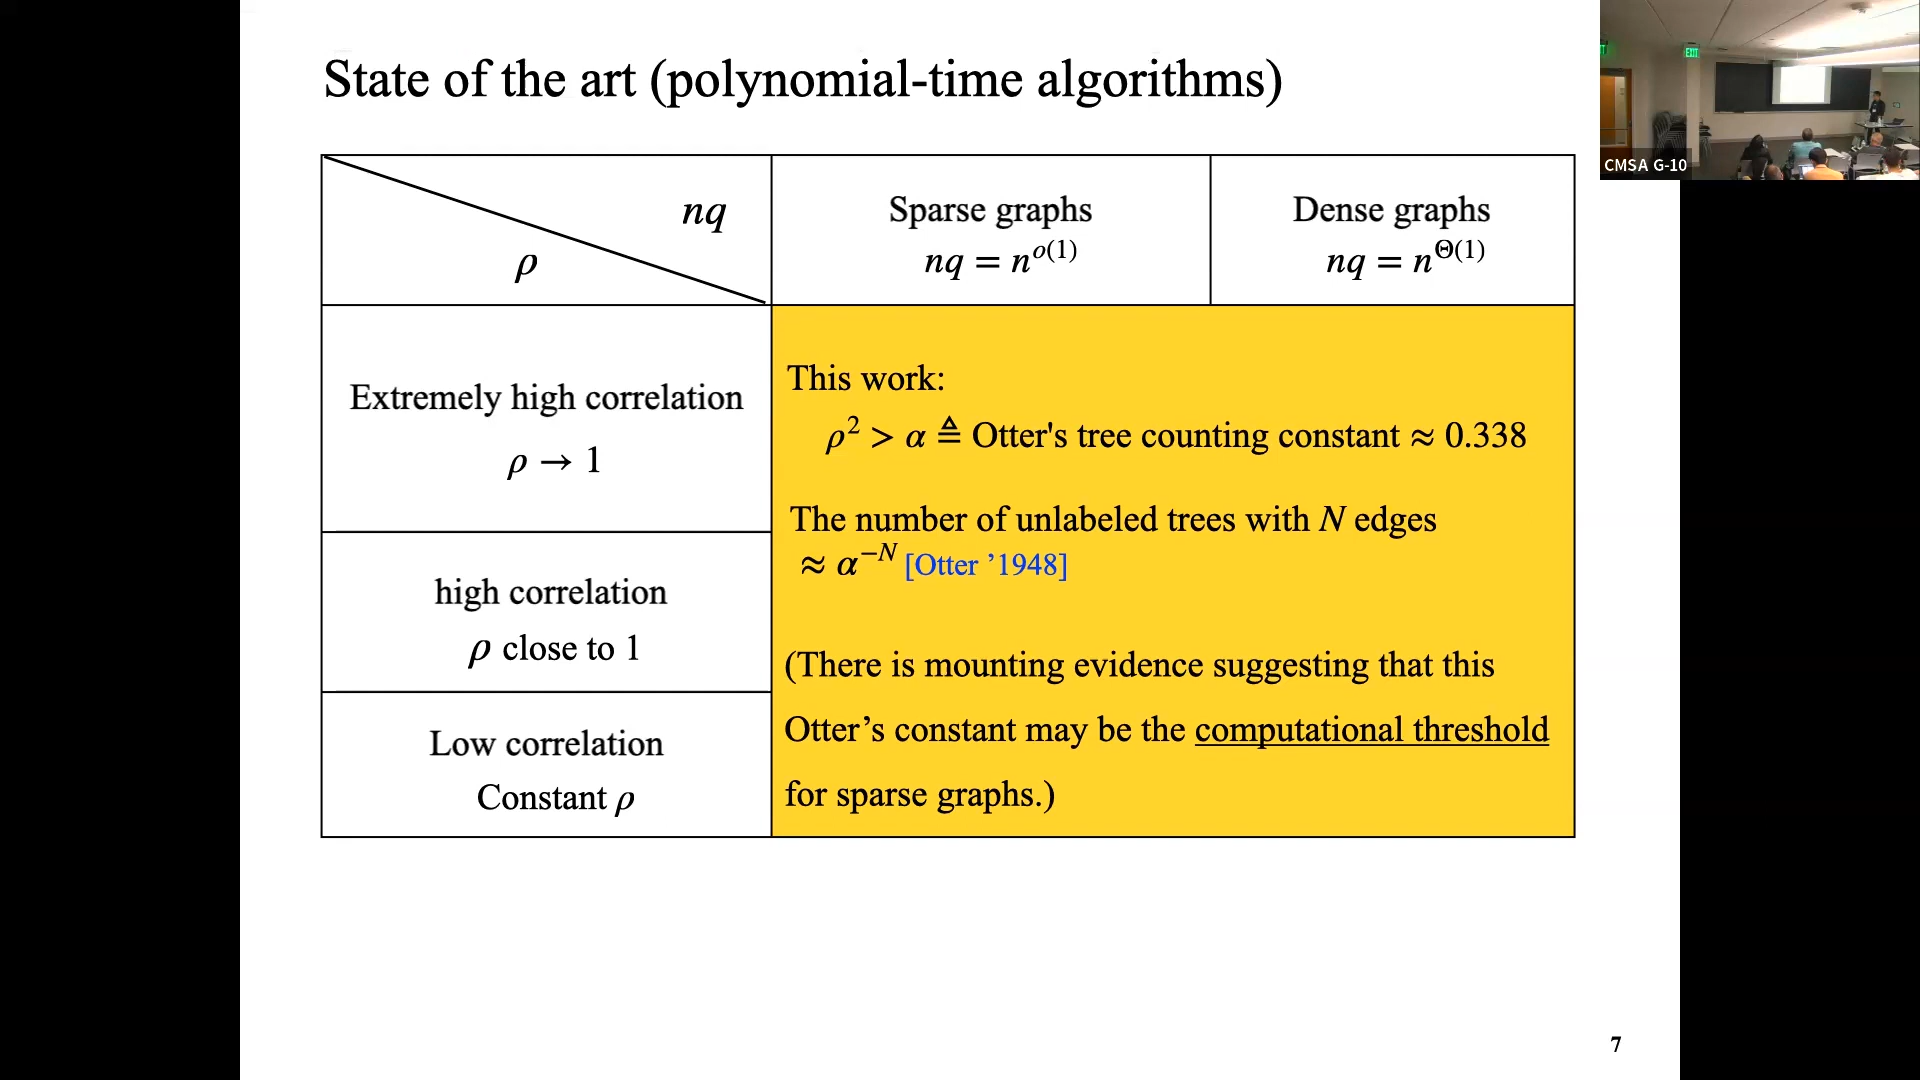 State of the art (polynomial-time algorithms)
EXIT
CMSA G-10
nq
ρ
Sparse graphs
nq = n^{o(1)}
Dense graphs
nq = n^{Θ(1)}
Extremely high correlation
ρ → 1
high correlation
ρ close to 1
Low correlation
Constant ρ
This work:
ρ² > α ≜ Otter's tree counting constant ≈ 0.338
The number of unlabeled trees with N edges
≈ α^{−N} [Otter ’1948]
(There is mounting evidence suggesting that this
Otter’s constant may be the computational threshold
for sparse graphs.)
7